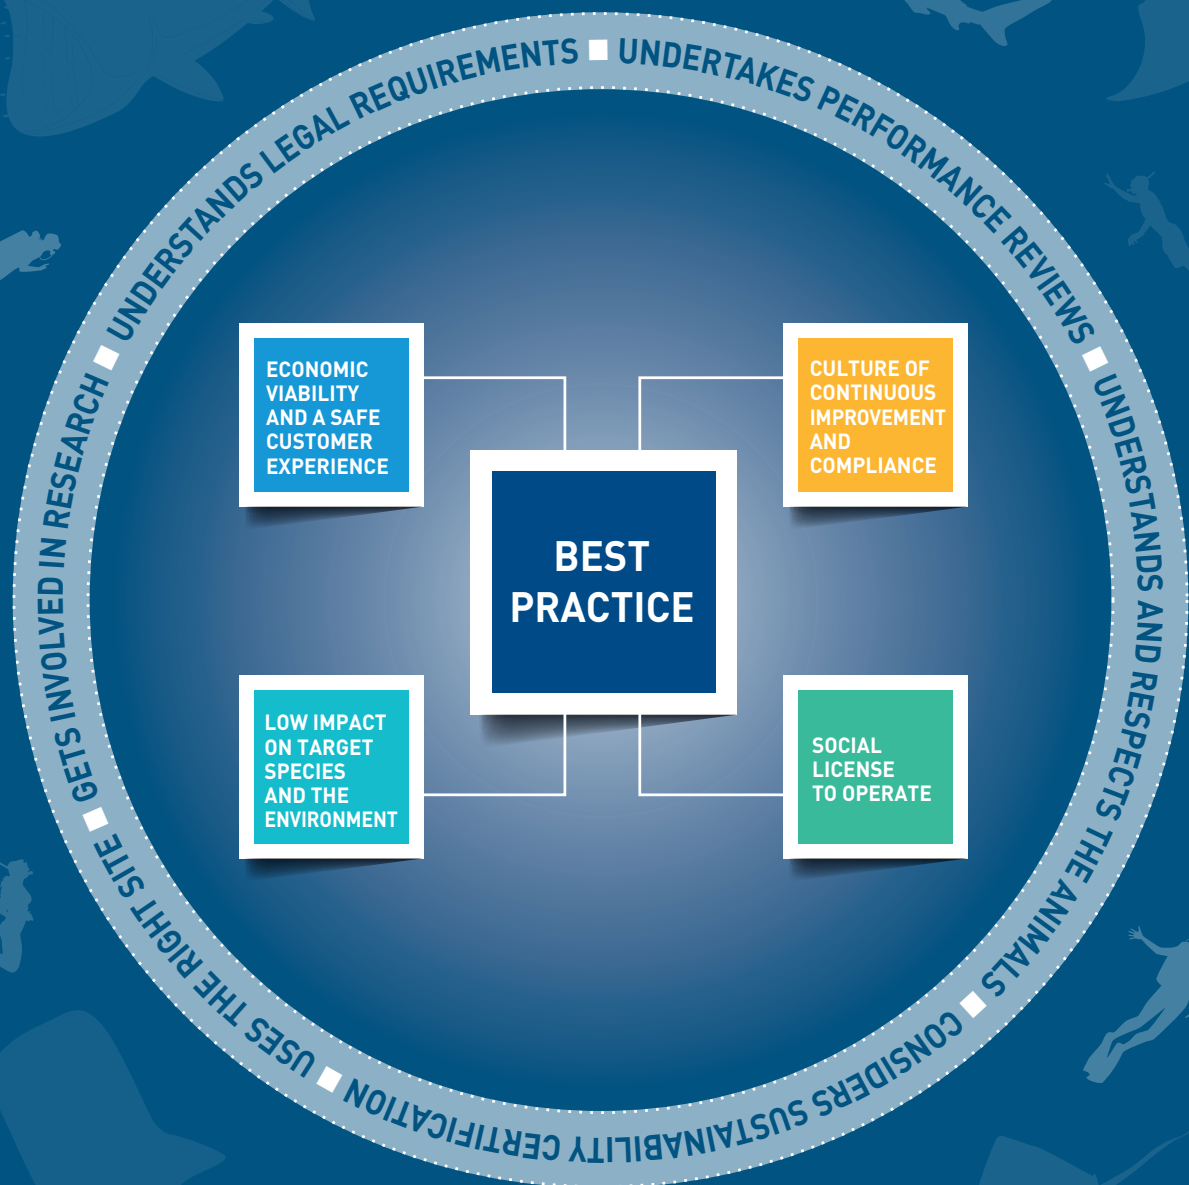 UNDERSTANDS LEGAL REQUIREMENTS
UNDERTAKES PERFORMANCE REVIEWS
UNDERSTANDS AND RESPECTS THE ANIMALS
CONSIDERS SUSTAINABILITY CERTIFICATION
USES THE RIGHT SITE
GETS INVOLVED IN RESEARCH
ECONOMIC
VIABILITY
AND A SAFE
CUSTOMER
EXPERIENCE
CULTURE OF
CONTINUOUS
IMPROVEMENT
AND
COMPLIANCE
BEST
PRACTICE
LOW IMPACT
ON TARGET
SPECIES
AND THE
ENVIRONMENT
SOCIAL
LICENSE
TO OPERATE